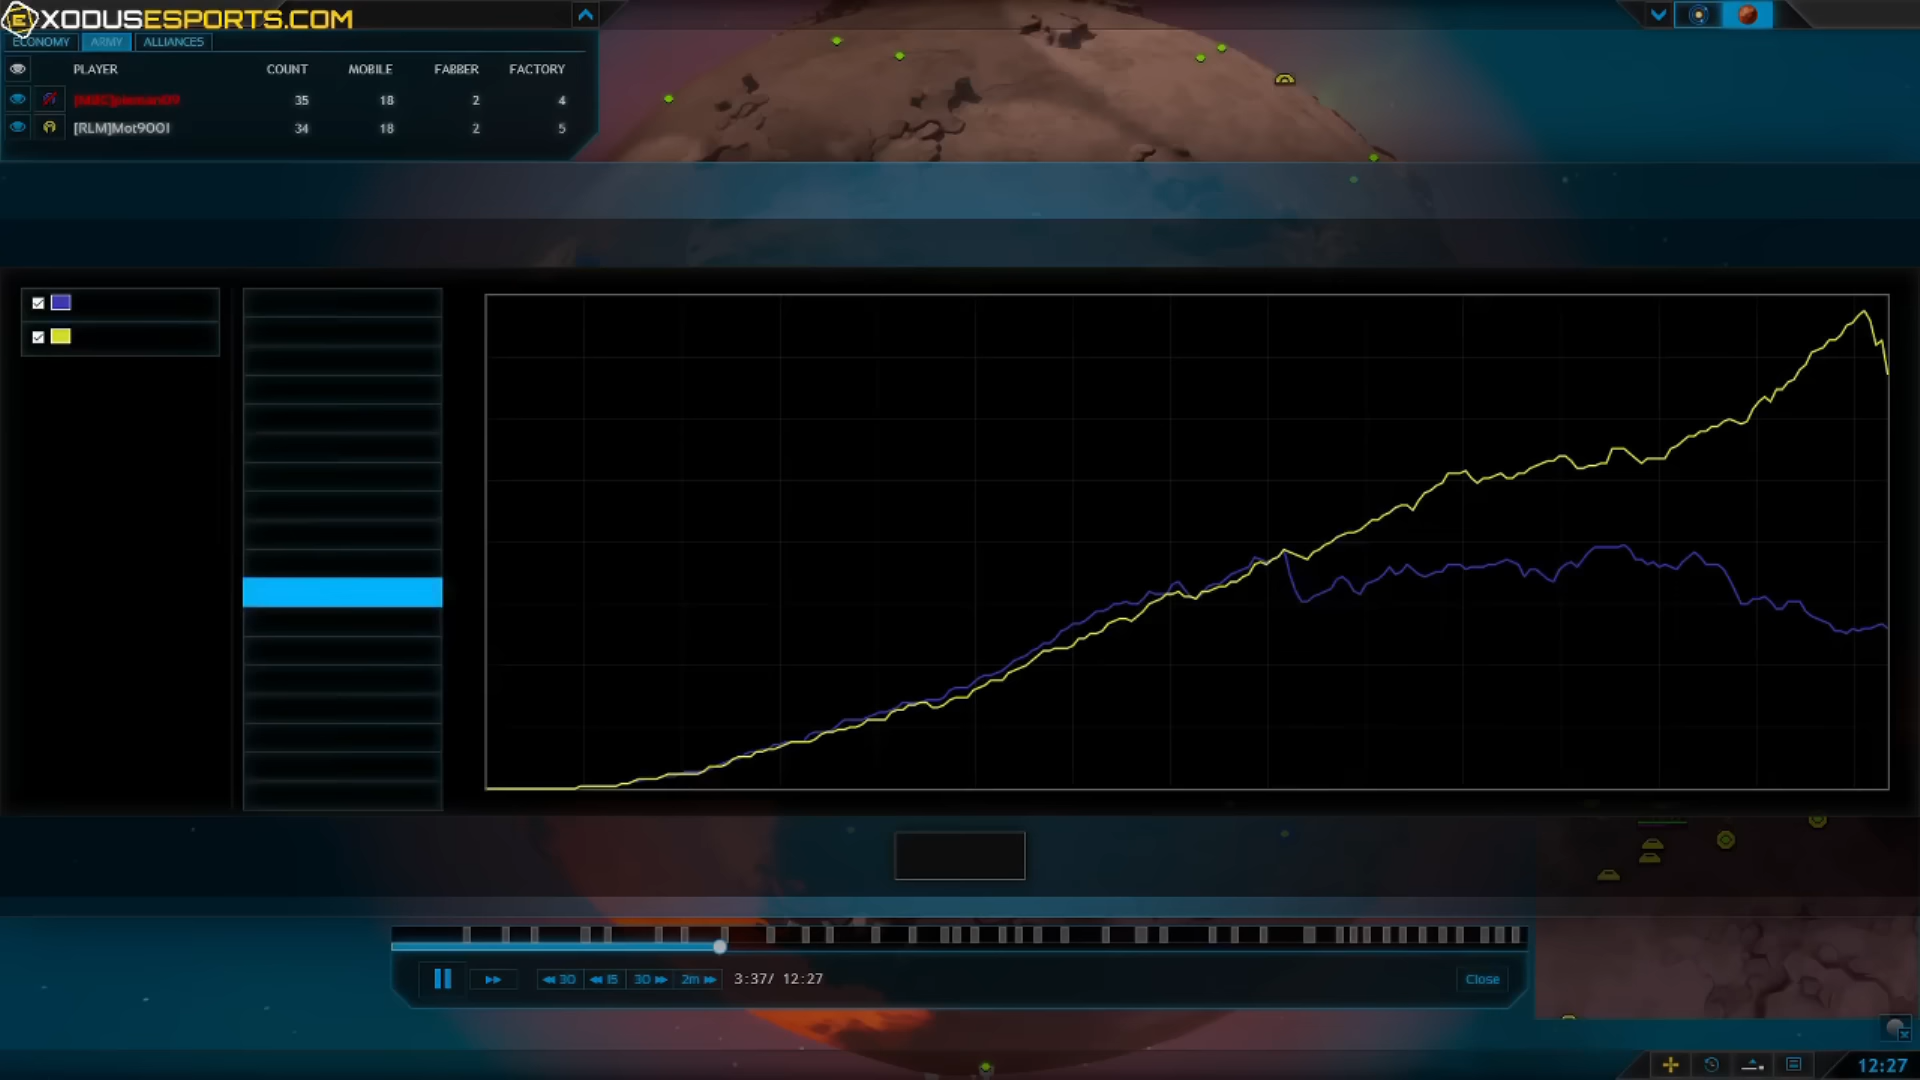 EXODUSESPORTS.COM
ECONOMY ARMY ALLIANCES
PLAYER COUNT MOBILE FABBER FACTORY
35 18 2 4
[RLM]Mot9001 34 18 2 5
30 15 30 2m 3:37/ 12:27 Close
12:27